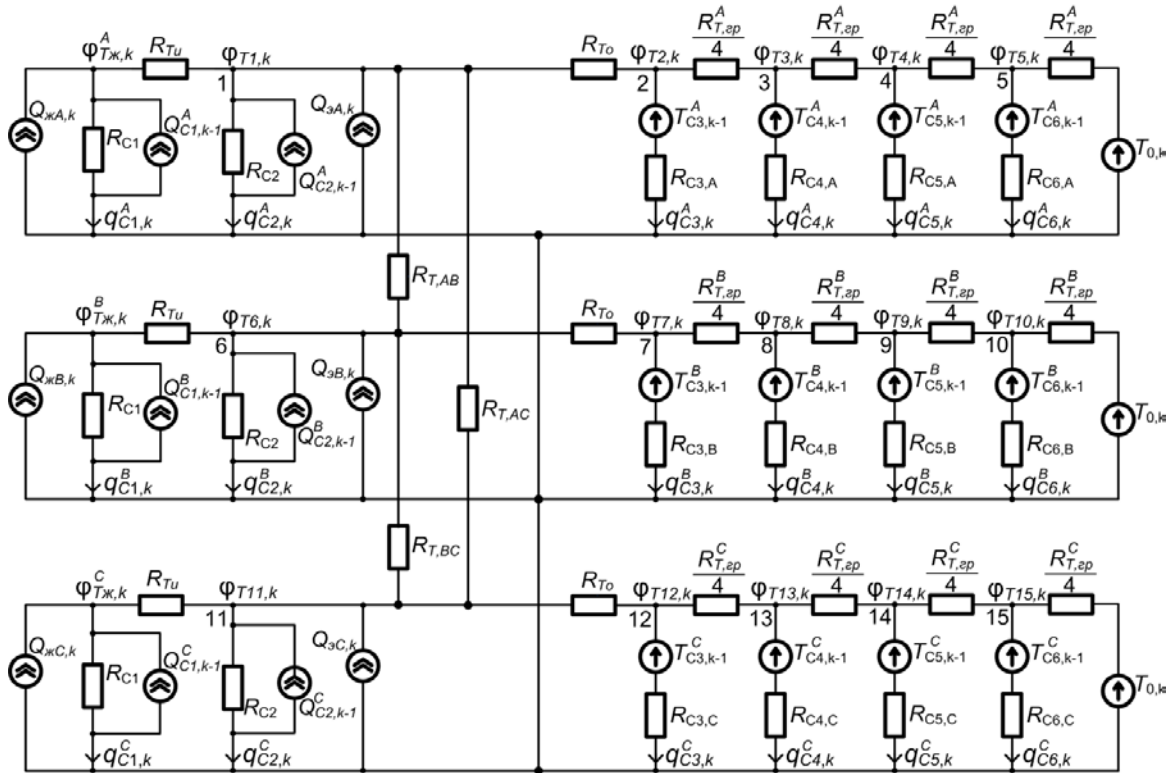 φ^A_{Tж,k} R_{Tu} φ_{T1,k} R_{To} φ_{T2,k} R^A_{T,гр}/4 φ_{T3,k} R^A_{T,гр}/4 φ_{T4,k} R^A_{T,гр}/4 φ_{T5,k} R^A_{T,гр}/4
1 2 3 4 5
Q_{жA,k} R_{C1} Q^A_{C1,k-1} R_{C2} Q^A_{C2,k-1} Q_{эA,k} T^A_{C3,k-1} T^A_{C4,k-1} T^A_{C5,k-1} T^A_{C6,k-1} T_{0,k}
R_{C3,A} R_{C4,A} R_{C5,A} R_{C6,A}
q^A_{C1,k} q^A_{C2,k} q^A_{C3,k} q^A_{C4,k} q^A_{C5,k} q^A_{C6,k}
R_{T,AB}
φ^B_{Tж,k} R_{Tu} φ_{T6,k} R_{To} φ_{T7,k} R^B_{T,гр}/4 φ_{T8,k} R^B_{T,гр}/4 φ_{T9,k} R^B_{T,гр}/4 φ_{T10,k} R^B_{T,гр}/4
6 7 8 9 10
Q_{жB,k} R_{C1} Q^B_{C1,k-1} R_{C2} Q^B_{C2,k-1} Q_{эB,k} R_{T,AC} T^B_{C3,k-1} T^B_{C4,k-1} T^B_{C5,k-1} T^B_{C6,k-1} T_{0,k}
R_{C3,B} R_{C4,B} R_{C5,B} R_{C6,B}
q^B_{C1,k} q^B_{C2,k} q^B_{C3,k} q^B_{C4,k} q^B_{C5,k} q^B_{C6,k}
R_{T,BC}
φ^C_{Tж,k} R_{Tu} φ_{T11,k} R_{To} φ_{T12,k} R^C_{T,гр}/4 φ_{T13,k} R^C_{T,гр}/4 φ_{T14,k} R^C_{T,гр}/4 φ_{T15,k} R^C_{T,гр}/4
11 12 13 14 15
Q_{жC,k} R_{C1} Q^C_{C1,k-1} R_{C2} Q^C_{C2,k-1} Q_{эC,k} T^C_{C3,k-1} T^C_{C4,k-1} T^C_{C5,k-1} T^C_{C6,k-1} T_{0,k}
R_{C3,C} R_{C4,C} R_{C5,C} R_{C6,C}
q^C_{C1,k} q^C_{C2,k} q^C_{C3,k} q^C_{C4,k} q^C_{C5,k} q^C_{C6,k}